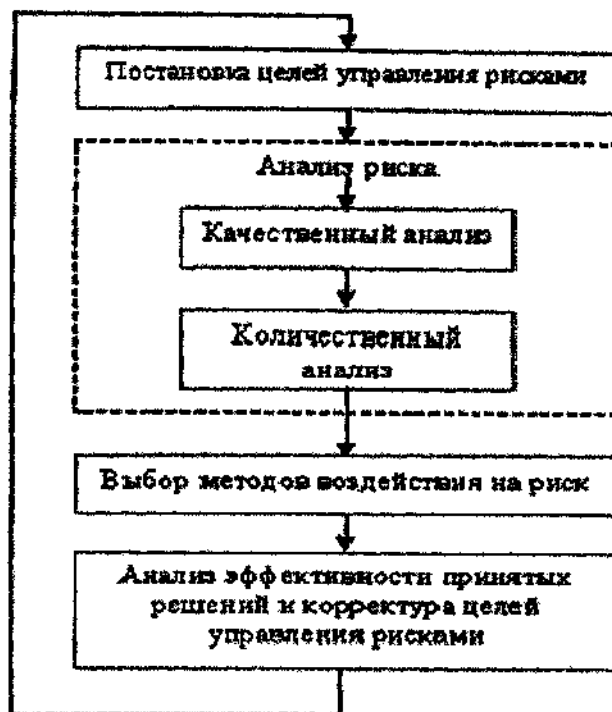 Постановка целей управления рисками
Анализ риска.
Качественный анализ
Количественный
анализ
Выбор методов воздействия на риск
Анализ эффективности принятых
решений и корректура целей
управления рисками